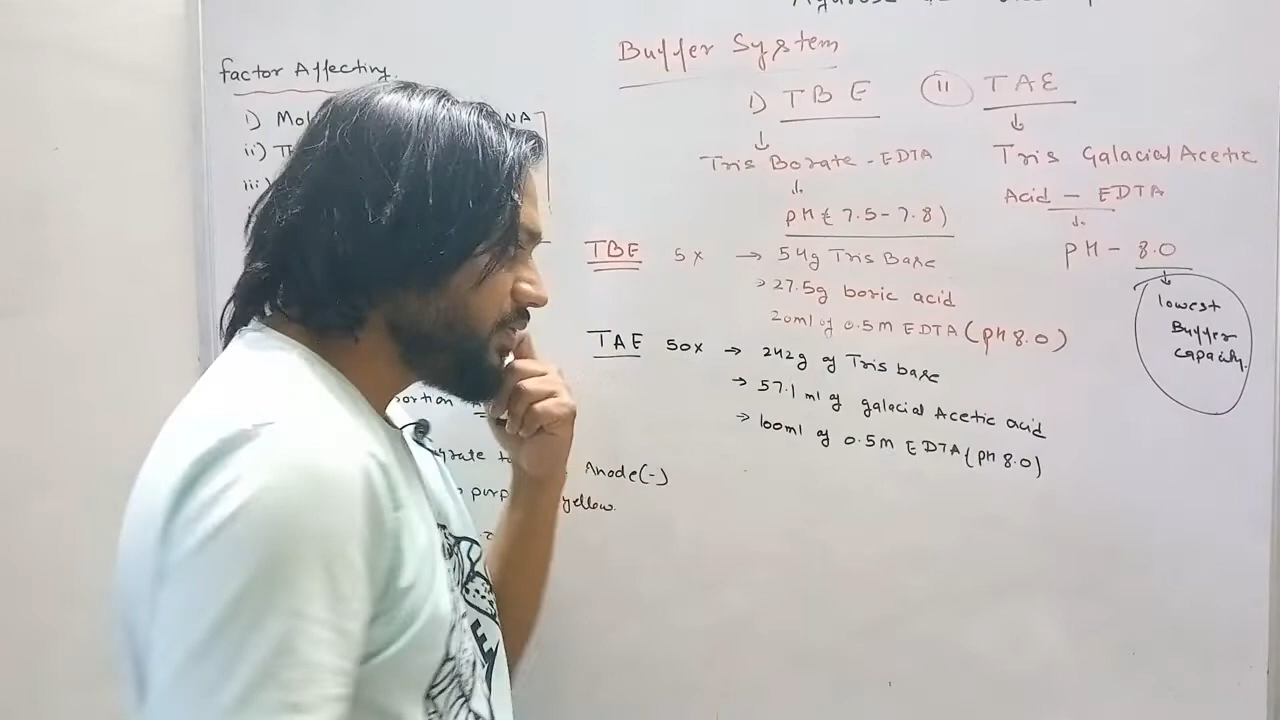 Agarose
Factor Affecting
i) Mol NA
ii) T
iii)
Buffer System
i) TBE
Tris Borate - EDTA
pH ( 7.5 - 7.8 )
ii TAE
Tris Galacial Acetic
Acid - EDTA
pH - 8.0
lowest
Buffer
capacity
TBE 5x → 54g Tris Base
27.5g boric acid
20ml of 0.5M EDTA (pH 8.0)
TAE 50x → 242g of Tris base
→ 57.1 ml of galacial Acetic acid
→ 100ml of 0.5M EDTA (pH 8.0)
Anode(-)
purp yellow.